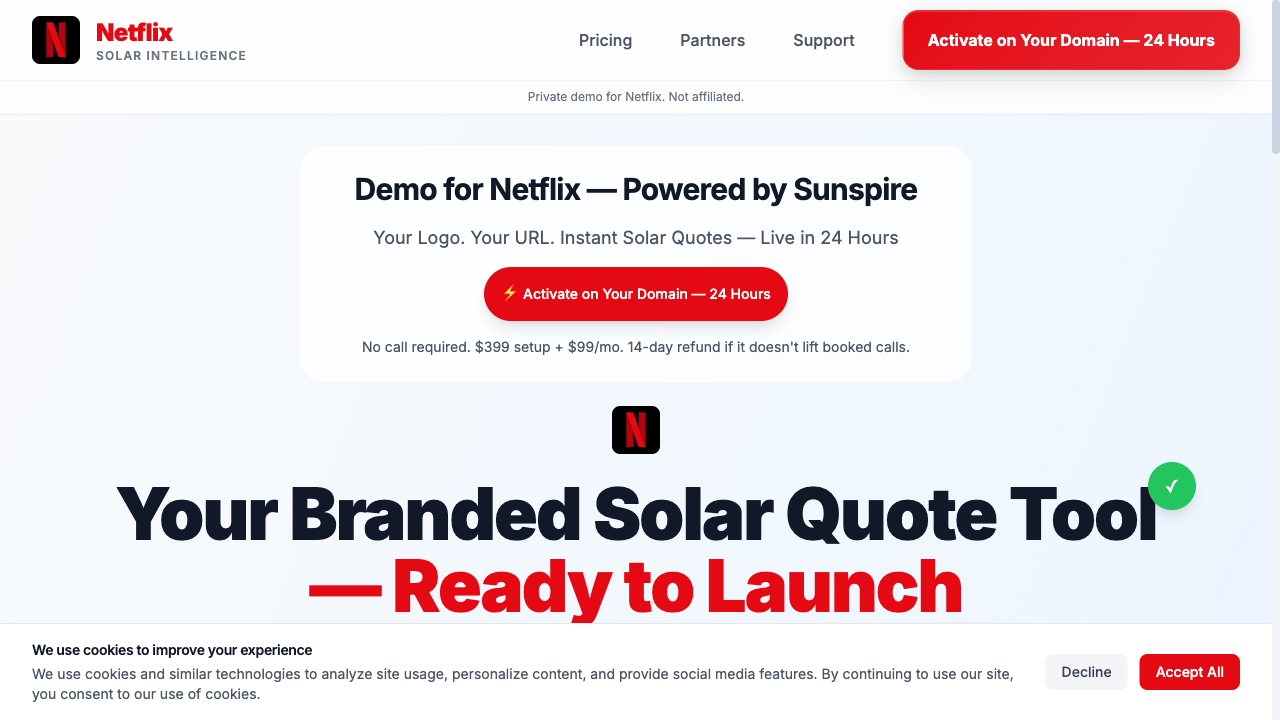 N
Netflix
SOLAR INTELLIGENCE
Pricing
Partners
Support
Activate on Your Domain — 24 Hours
Private demo for Netflix. Not affiliated.
Demo for Netflix — Powered by Sunspire
Your Logo. Your URL. Instant Solar Quotes — Live in 24 Hours
⚡ Activate on Your Domain — 24 Hours
No call required. $399 setup + $99/mo. 14-day refund if it doesn't lift booked calls.
N
Your Branded Solar Quote Tool
✓
— Ready to Launch
We use cookies to improve your experience
We use cookies and similar technologies to analyze site usage, personalize content, and provide social media features. By continuing to use our site,
you consent to our use of cookies.
Decline
Accept All